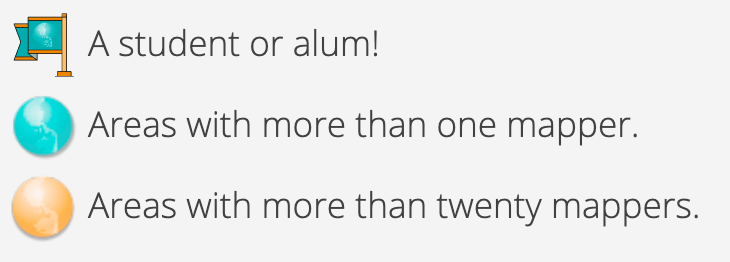 A student or alum!
Areas with more than one mapper.
Areas with more than twenty mappers.